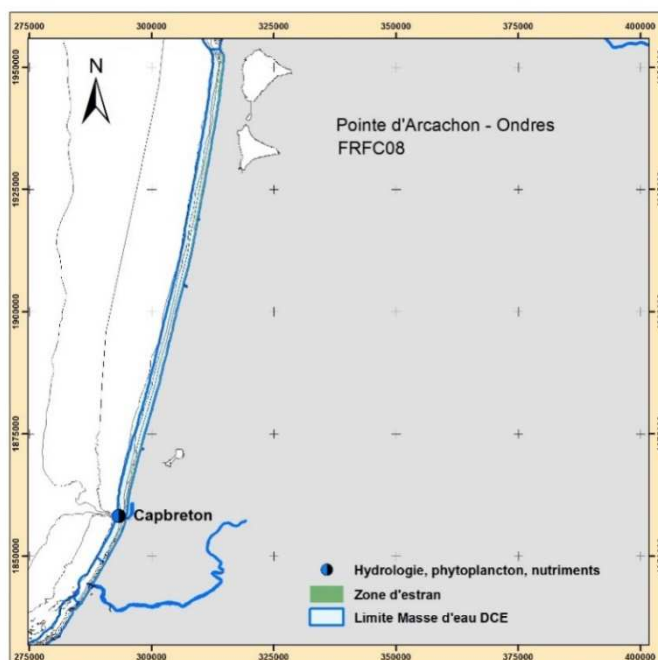 275000 300000 325000 350000 375000 400000
N
Pointe d'Arcachon - Ondres
FRFC08
1950000
1925000
1900000
1875000
1850000
Capbreton
Hydrologie, phytoplancton, nutriments
Zone d'estran
Limite Masse d'eau DCE
275000 300000 325000 350000 375000 400000